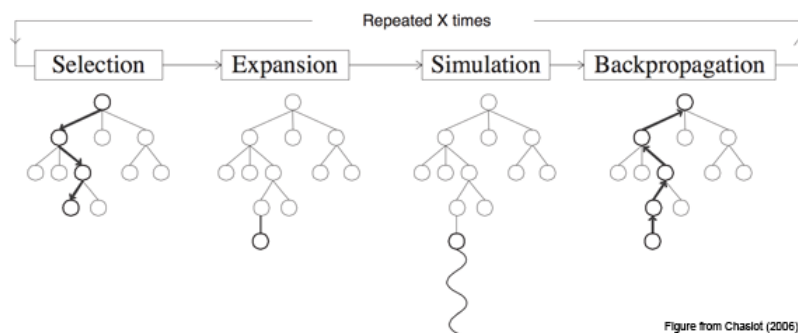 Repeated X times
Selection
Expansion
Simulation
Backpropagation
Figure from Chaslot (2006)